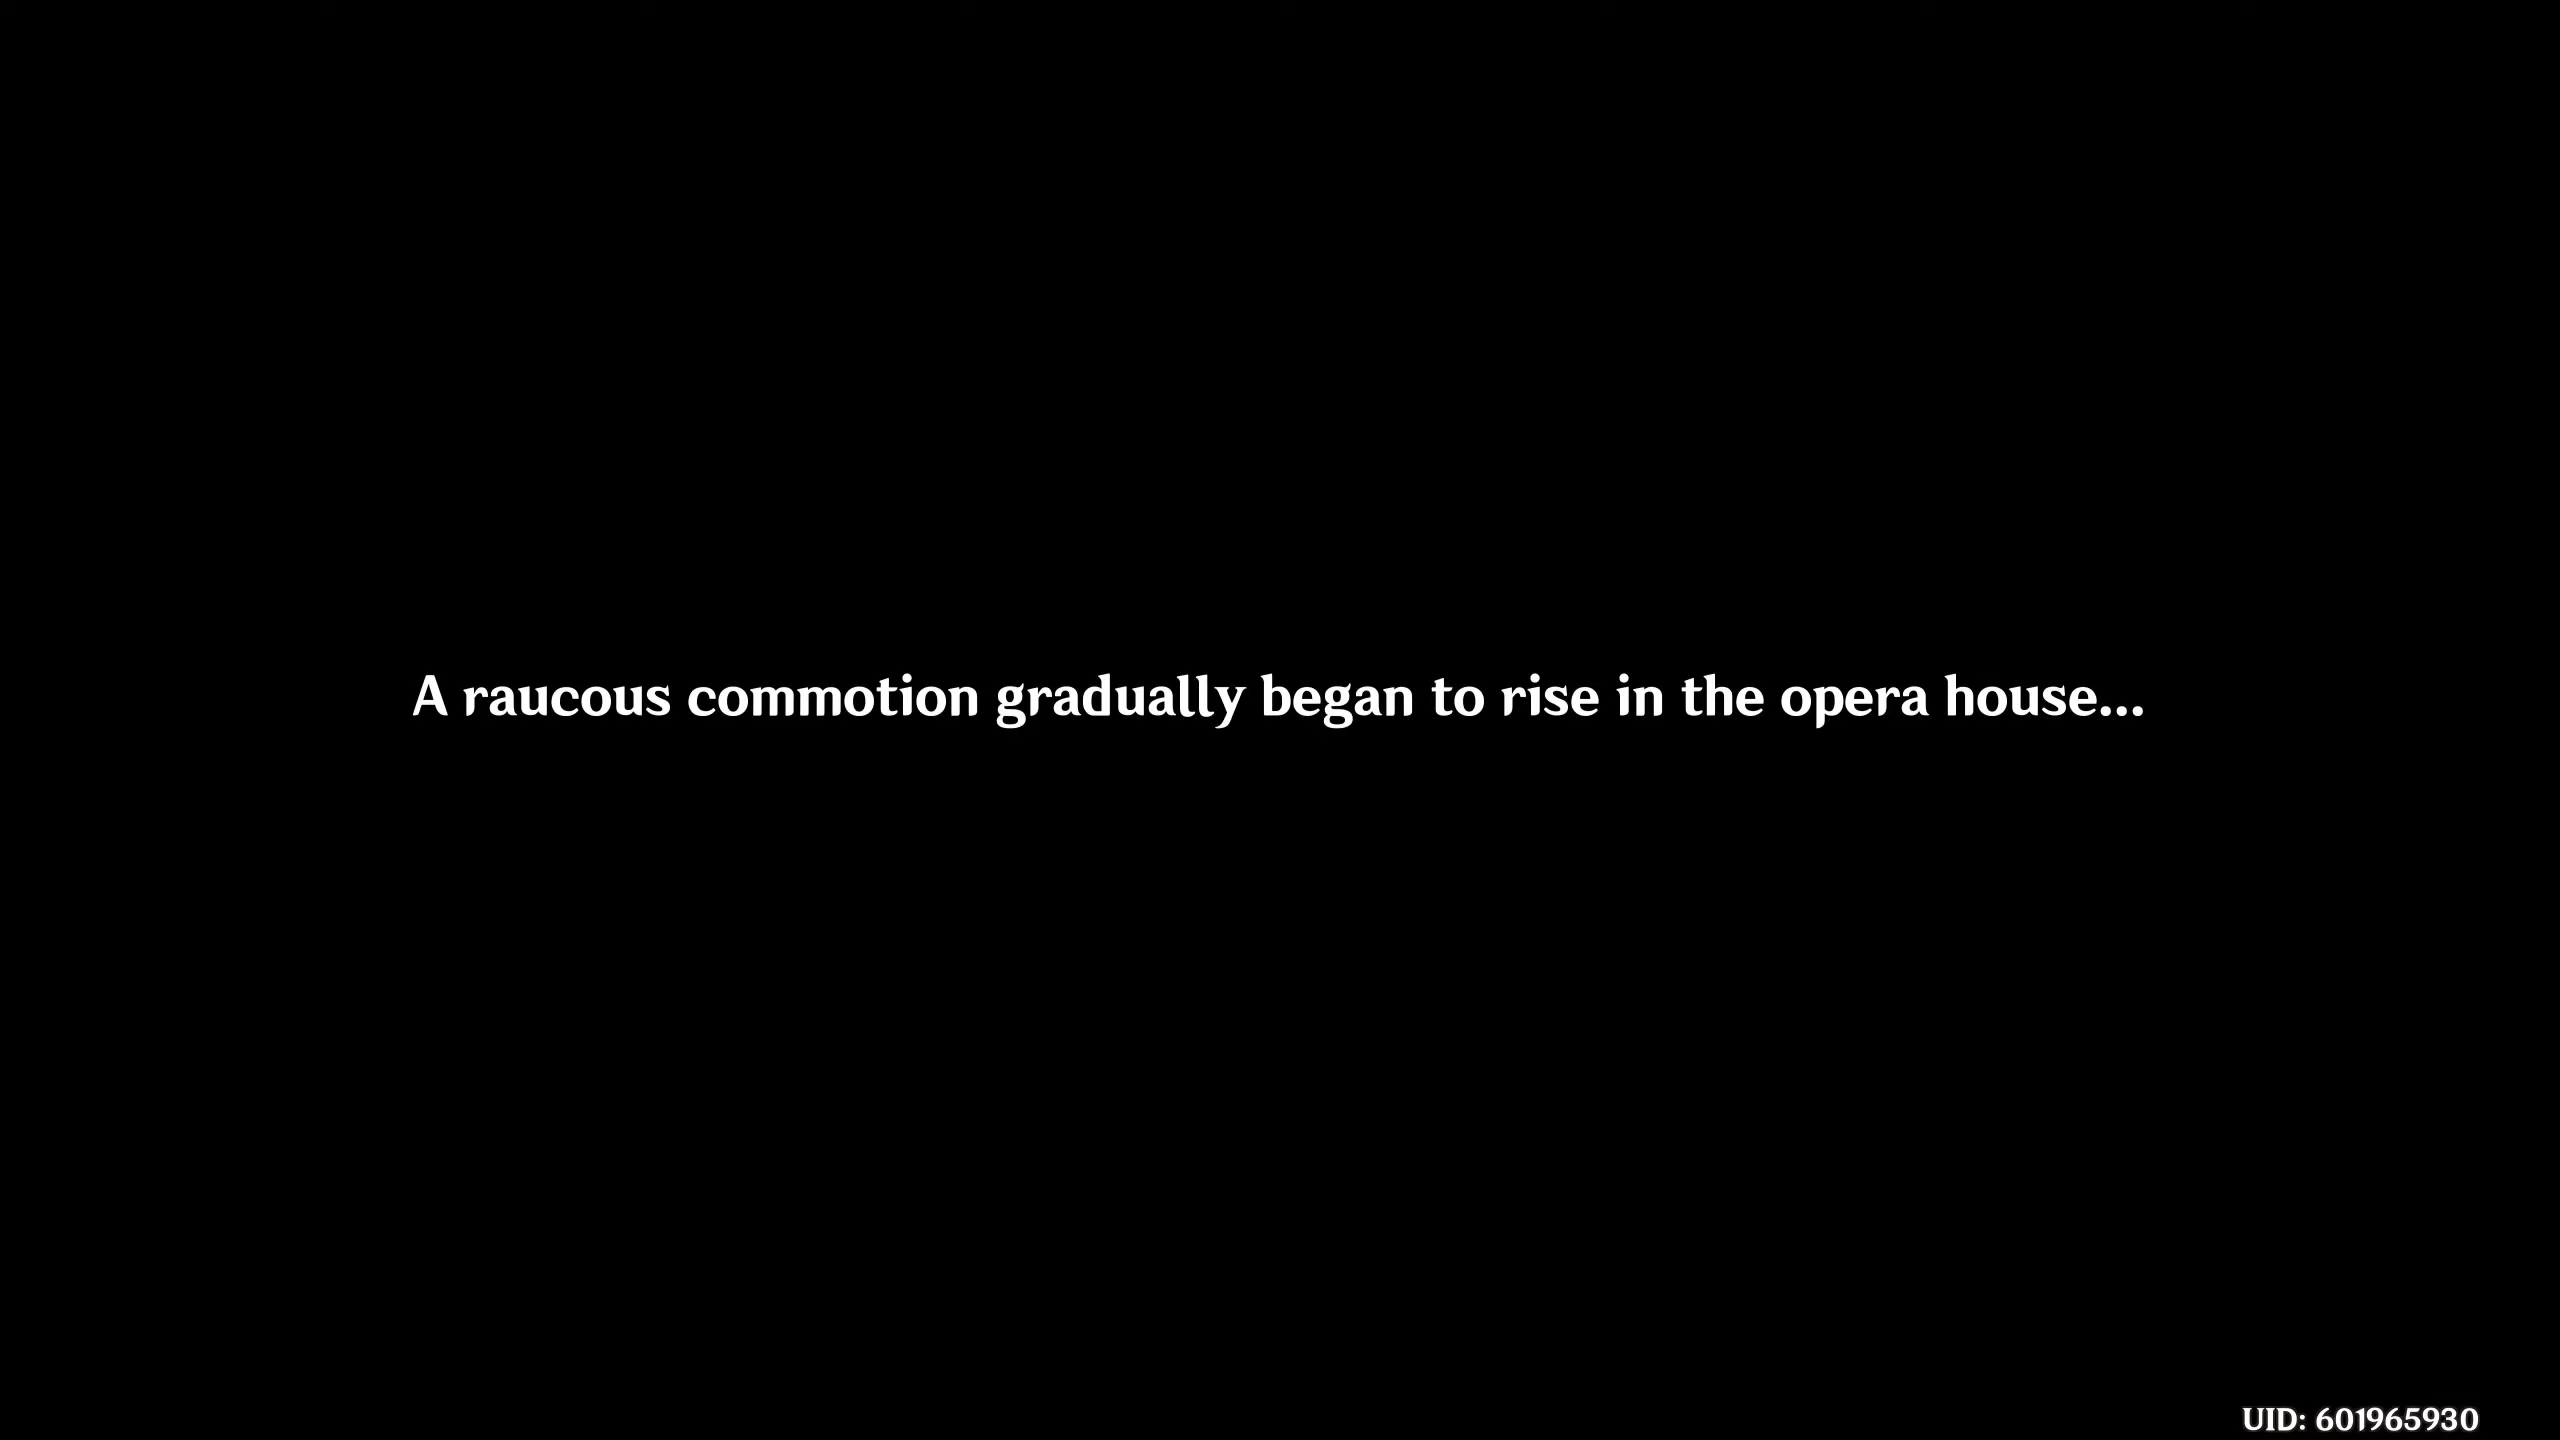 A raucous commotion gradually began to rise in the opera house...
UID: 601965930